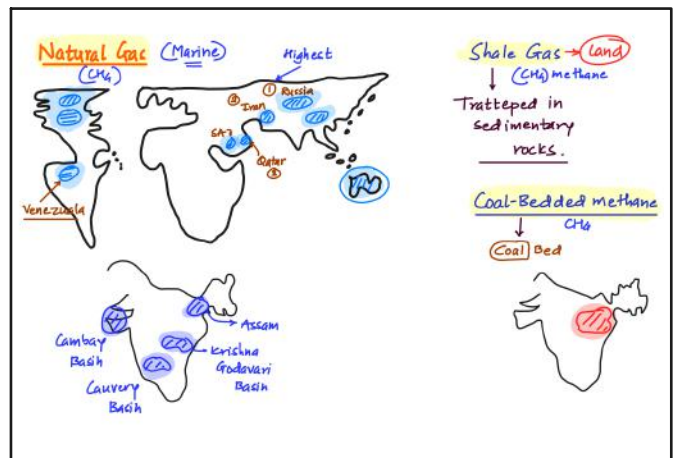 Natural Gas (Marine)
(CH4)
Highest
① Russia
② Iran
SA?
Qatar
③
Venezuala
Cambay
Basin
Cauvery
Basin
Assam
Krishna
Godavari
Basin
Shale Gas → Land
(CH4) methane
Tratteped in
sedimentary
rocks.
Coal-Bedded methane
CH4
Coal Bed